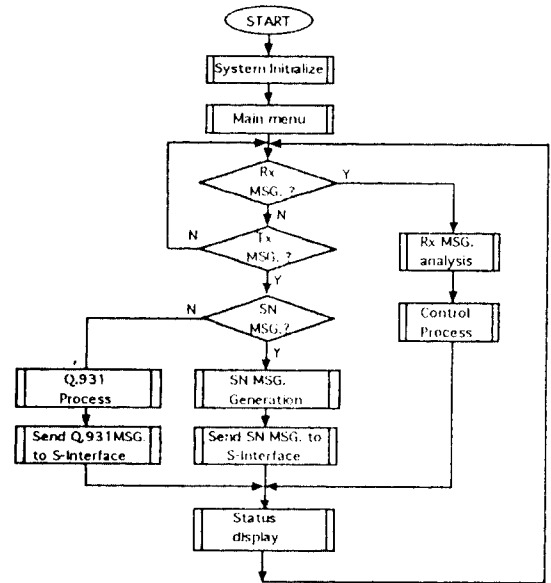 START
System Initralize
Main menu
Rx
MSG. ?
Y
N
Tx
MSG. ?
N
Y
SN
MSG.?
N
Y
Rx MSG.
analysis
Control
Process
Q.931
Process
SN MSG.
Generation
Send Q.931MSG.
to S-Interface
Send SN MSG. to
S-Interface
Status
display